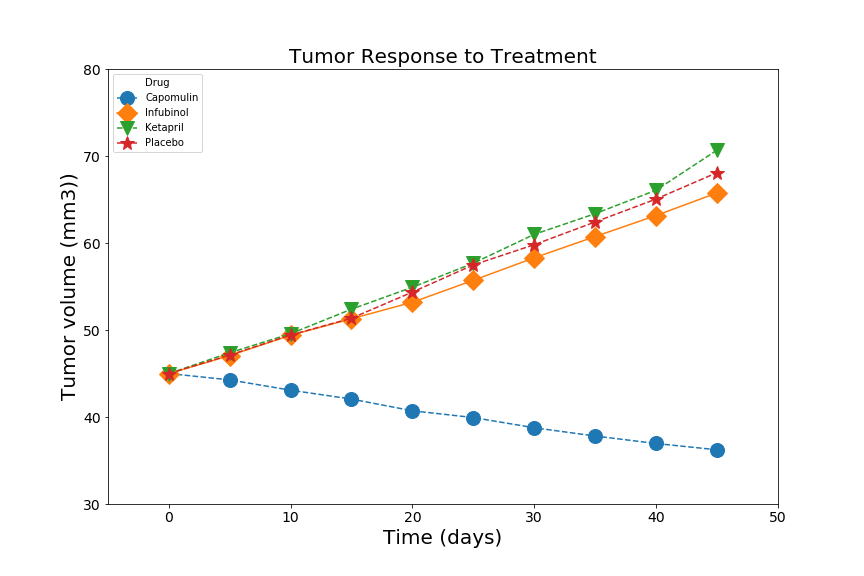 Tumor Response to Treatment
Drug
Capomulin
Infubinol
Ketapril
Placebo
Tumor volume (mm3))
80
70
60
50
40
30
0 10 20 30 40 50
Time (days)